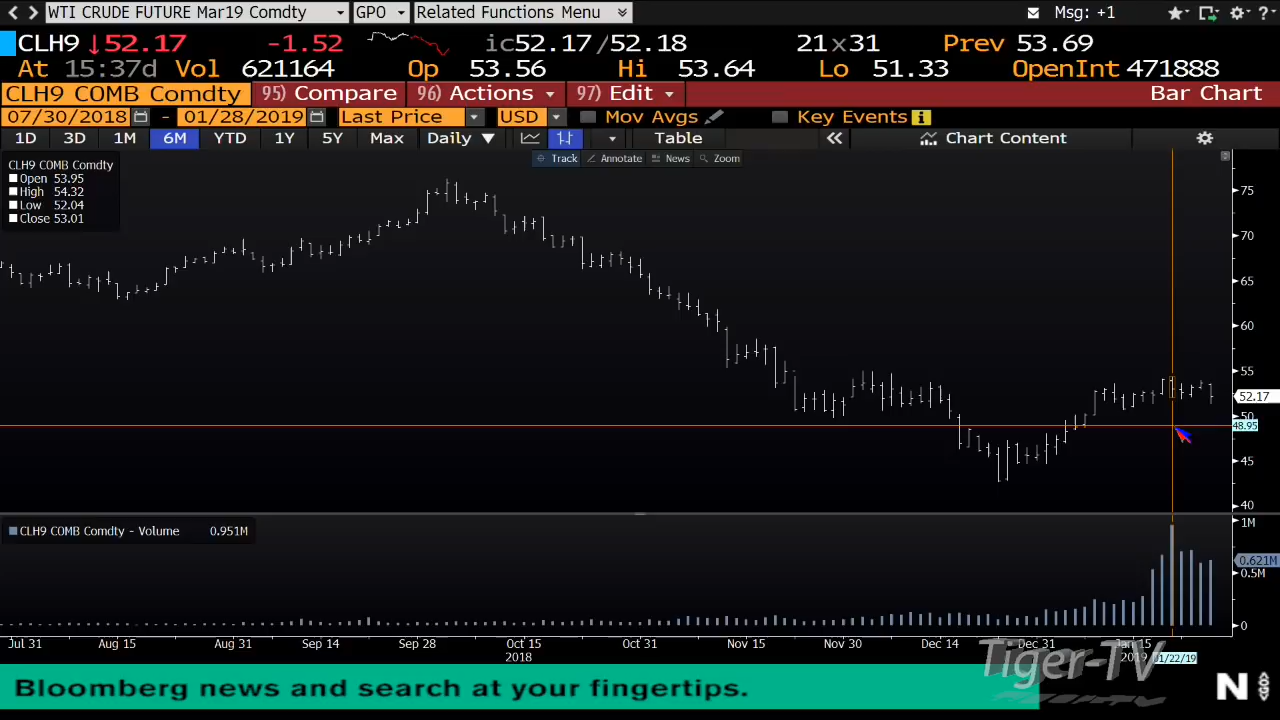 WTI CRUDE FUTURE Mar19 Comdty GPO Related Functions Menu Msg: +1
CLH9 ↓52.17 -1.52 ic52.17/52.18 21x31 Prev 53.69
At 15:37d Vol 621164 Op 53.56 Hi 53.64 Lo 51.33 OpenInt 471888
CLH9 COMB Comdty 95) Compare 96) Actions 97) Edit Bar Chart
07/30/2018 - 01/28/2019 Last Price USD Mov Avgs Key Events
1D 3D 1M 6M YTD 1Y 5Y Max Daily ▼ Table « Chart Content
Track Annotate News Zoom
CLH9 COMB Comdty
Open 53.95
High 54.32
Low 52.04
Close 53.01
75
70
65
60
55
52.17
50
48.95
45
40
CLH9 COMB Comdty - Volume 0.951M
1M
0.621M
0.5M
0
Jul 31 Aug 15 Aug 31 Sep 14 Sep 28 Oct 15 Oct 31 Nov 15 Nov 30 Dec 14 Dec 31 Jan 15
2018 2019 01/22/19
Tiger-TV
Bloomberg news and search at your fingertips.
N